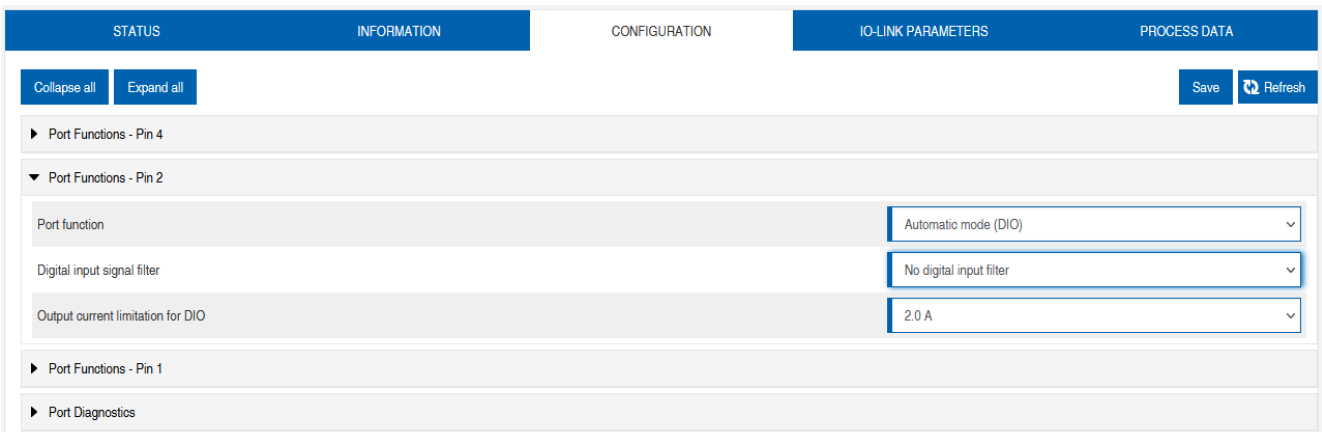 STATUS INFORMATION CONFIGURATION IO-LINK PARAMETERS PROCESS DATA
Collapse all Expand all Save Refresh
Port Functions - Pin 4
Port Functions - Pin 2
Port function Automatic mode (DIO)
Digital input signal filter No digital input filter
Output current limitation for DIO 2.0 A
Port Functions - Pin 1
Port Diagnostics